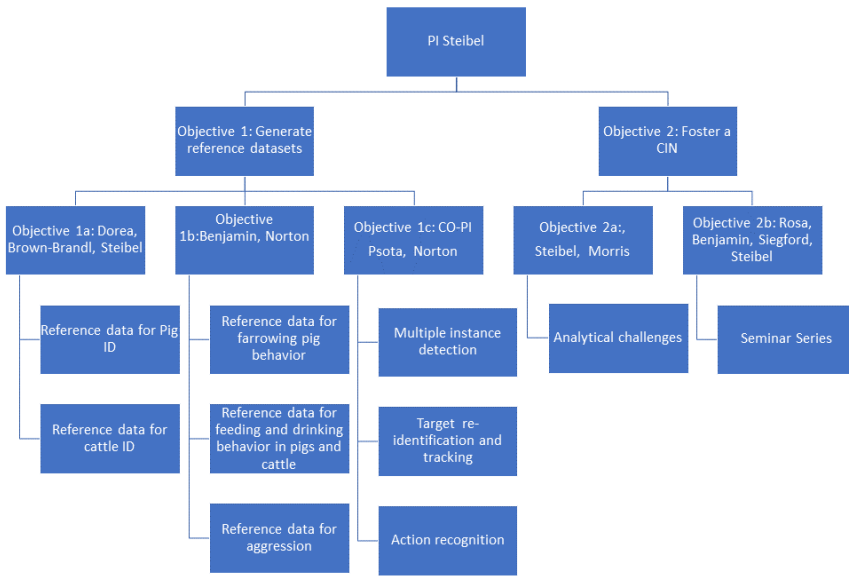 PI Steibel
Objective 1: Generate
reference datasets
Objective 2: Foster a
CIN
Objective 1a: Dorea,
Brown-Brandl, Steibel
Objective
1b:Benjamin, Norton
Objective 1c: CO-PI
Psota, Norton
Objective 2a:,
Steibel, Morris
Objective 2b: Rosa,
Benjamin, Siegford,
Steibel
Reference data for Pig
ID
Reference data for
cattle ID
Reference data for
farrowing pig
behavior
Reference data for
feeding and drinking
behavior in pigs and
cattle
Reference data for
aggression
Multiple instance
detection
Target re-
identification and
tracking
Action recognition
Analytical challenges
Seminar Series